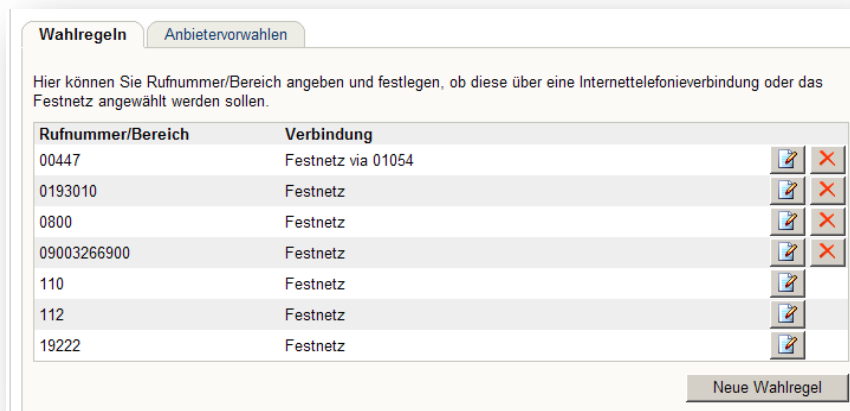 Wahlregeln Anbietervorwahlen
Hier können Sie Rufnummer/Bereich angeben und festlegen, ob diese über eine Internettelefonieverbindung oder das
Festnetz angewählt werden sollen.
Rufnummer/Bereich Verbindung
00447 Festnetz via 01054
0193010 Festnetz
0800 Festnetz
09003266900 Festnetz
110 Festnetz
112 Festnetz
19222 Festnetz
Neue Wahlregel